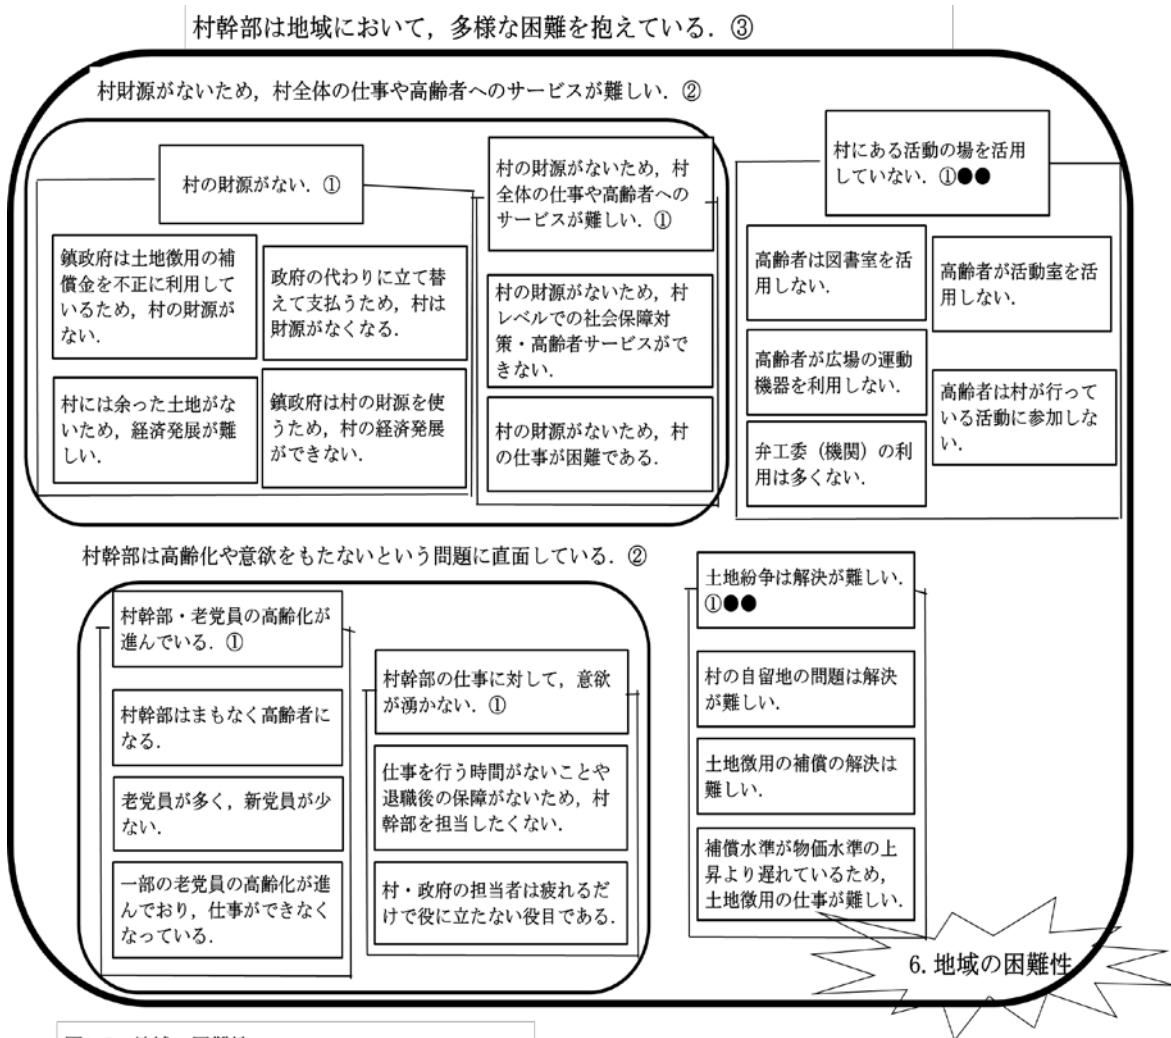 村幹部は地域において，多様な困難を抱えている．③
村財源がないため，村全体の仕事や高齢者へのサービスが難しい．②
村の財源がない．①
鎮政府は土地徴用の補
償金を不正に利用して
いるため，村の財源が
ない．
政府の代わりに立て替
えて支払うため，村は
財源がなくなる．
村には余った土地がな
いため，経済発展が難
しい．
鎮政府は村の財源を使
うため，村の経済発展
ができない．
村の財源がないため，村
全体の仕事や高齢者への
サービスが難しい．①
村の財源がないため，村
レベルでの社会保障対
策・高齢者サービスがで
きない．
村の財源がないため，村
の仕事が困難である．
村にある活動の場を活用
していない．①●●
高齢者は図書室を活
用しない．
高齢者が活動室を活
用しない．
高齢者が広場の運動
機器を利用しない．
高齢者は村が行って
いる活動に参加しな
い．
弁工委（機関）の利
用は多くない．
村幹部は高齢化や意欲をもたないという問題に直面している．②
村幹部・老党員の高齢化が
進んでいる．①
村幹部はまもなく高齢者に
なる．
老党員が多く，新党員が少
ない．
一部の老党員の高齢化が進
んでおり，仕事ができなく
なっている．
村幹部の仕事に対して，意欲
が湧かない．①
仕事を行う時間がないことや
退職後の保障がないため，村
幹部を担当したくない．
村・政府の担当者は疲れるだ
けで役に立たない役目である．
土地紛争は解決が難しい．
①●●
村の自留地の問題は解決
が難しい．
土地徴用の補償の解決は
難しい．
補償水準が物価水準の上
昇より遅れているため，
土地徴用の仕事が難しい．
6. 地域の困難性